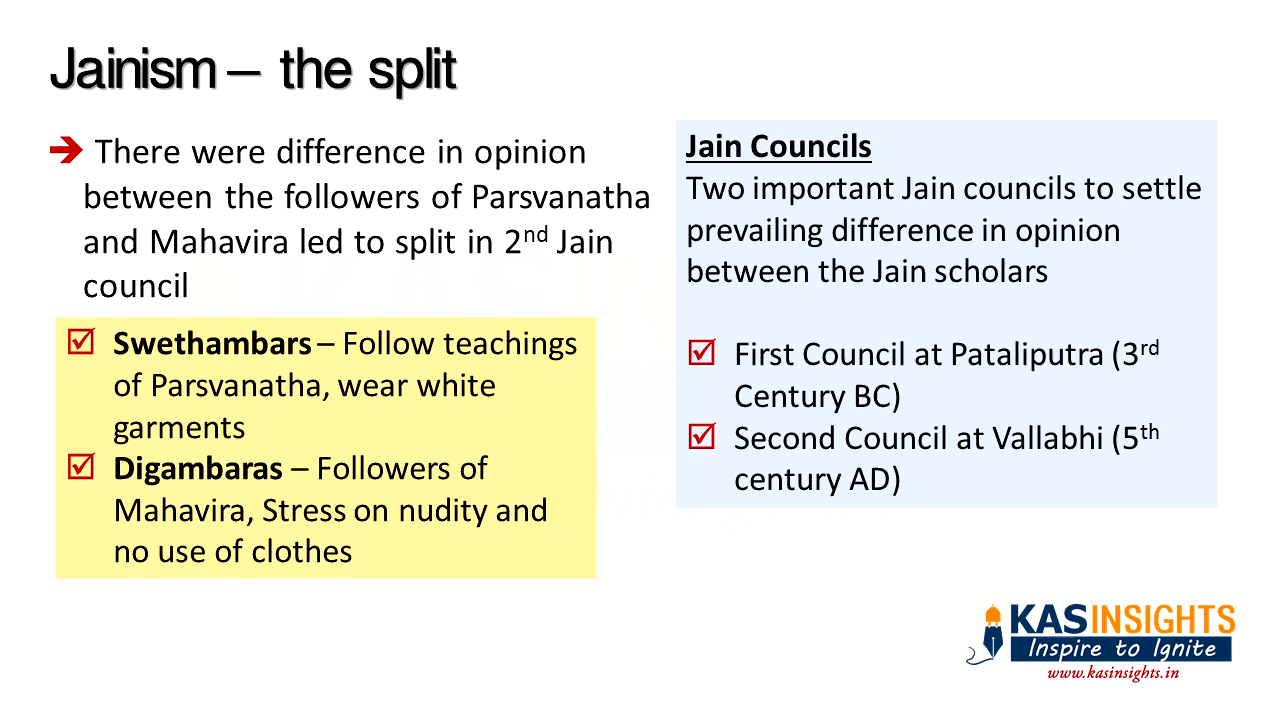 Jainism – the split
There were difference in opinion
between the followers of Parsvanatha
and Mahavira led to split in 2nd Jain
council
Swethambars – Follow teachings
of Parsvanatha, wear white
garments
Digambaras – Followers of
Mahavira, Stress on nudity and
no use of clothes
Jain Councils
Two important Jain councils to settle
prevailing difference in opinion
between the Jain scholars
First Council at Pataliputra (3rd
Century BC)
Second Council at Vallabhi (5th
century AD)
KASINSIGHTS
Inspire to Ignite
www.kasinsights.in